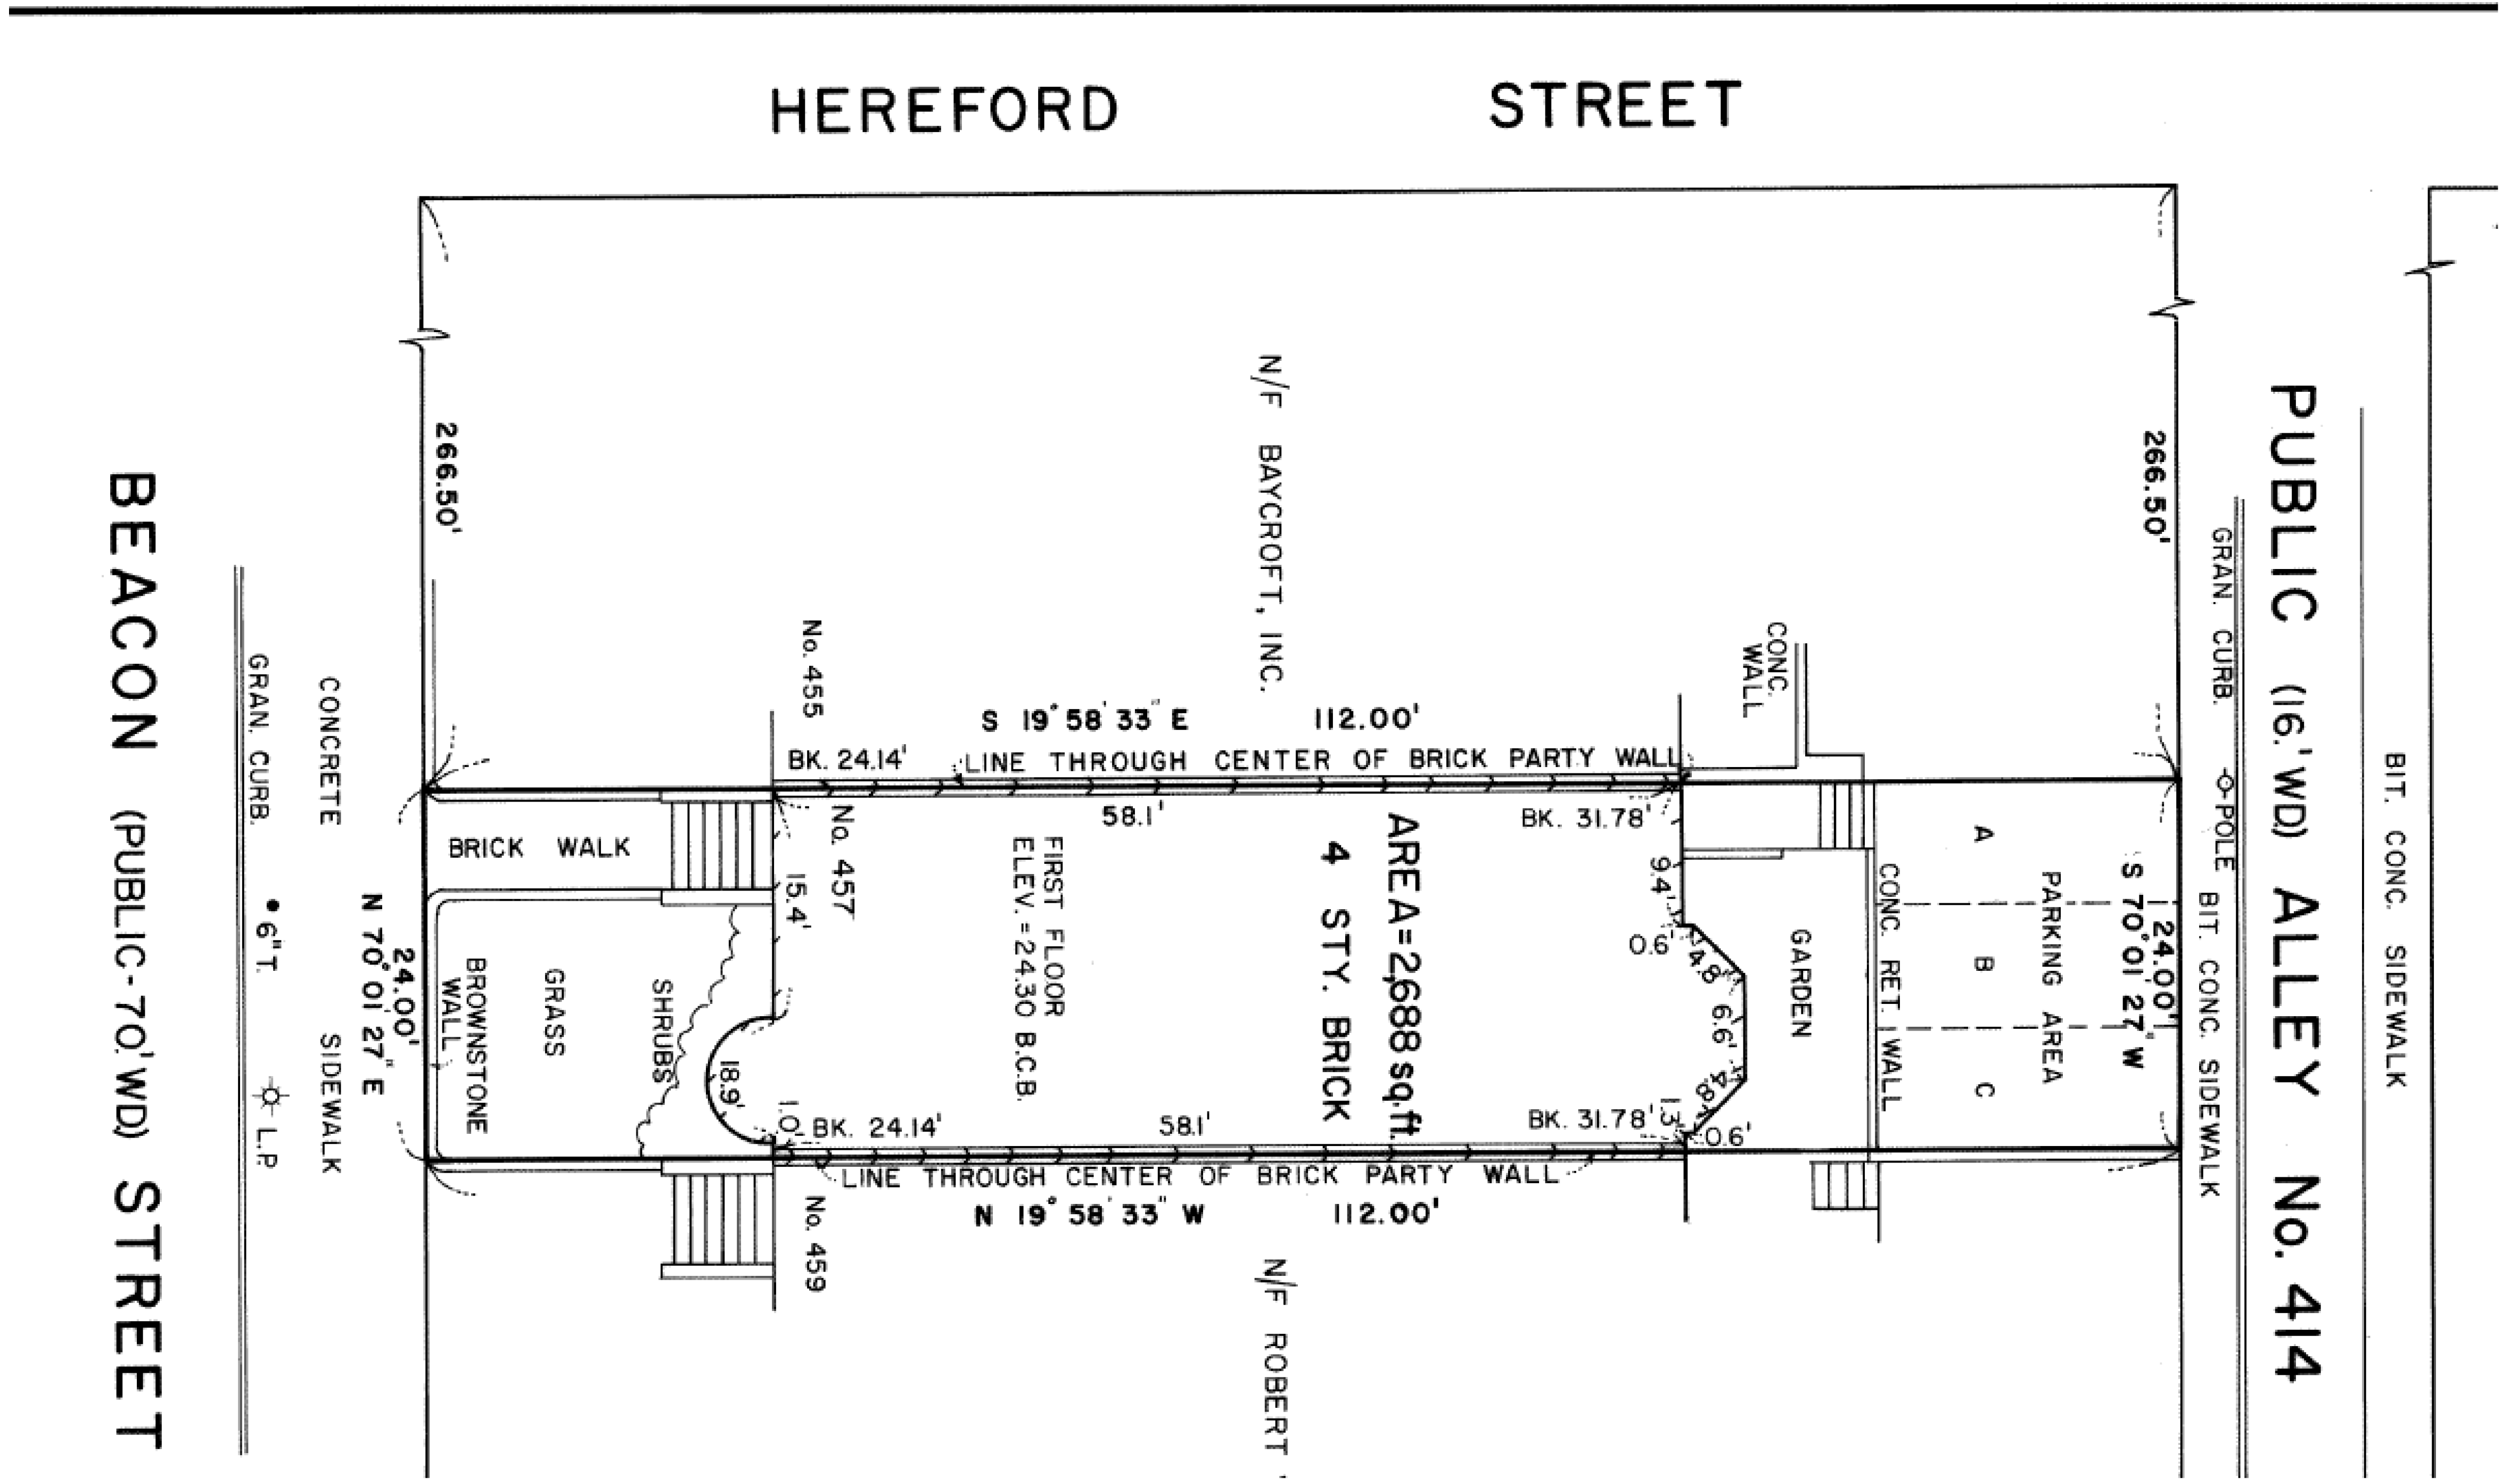 HEREFORD STREET
BEACON (PUBLIC-70.' WD.) STREET
GRAN. CURB.
• 6" T.
L.P.
CONCRETE SIDEWALK
N 70° 01' 27" E
24.00'
266.50'
266.50'
N/F BAYCROFT, INC.
No. 455
S 19° 58' 33" E 112.00'
BK. 24.14' LINE THROUGH CENTER OF BRICK PARTY WALL
58.1'
BK. 31.78'
CONC.
WALL
BRICK WALK
BROWNSTONE
WALL
GRASS
SHRUBS
No. 457
15.4'
18.9'
1.0'
FIRST FLOOR
ELEV. = 24.30 B.C.B.
AREA=2,688 sq.ft.
4 STY. BRICK
9.4'
0.6'
4.8'
6.6'
4.8'
1.3'
0.6'
GARDEN
CONC. RET. WALL
A B C
PARKING AREA
S 70° 01' 27" W
24.00'
BK. 24.14' 58.1' BK. 31.78'
LINE THROUGH CENTER OF BRICK PARTY WALL
N 19° 58' 33" W 112.00'
No. 459
N/F ROBERT
GRAN. CURB.
POLE
BIT. CONC. SIDEWALK
PUBLIC (16.' WD.) ALLEY No. 414
BIT. CONC. SIDEWALK